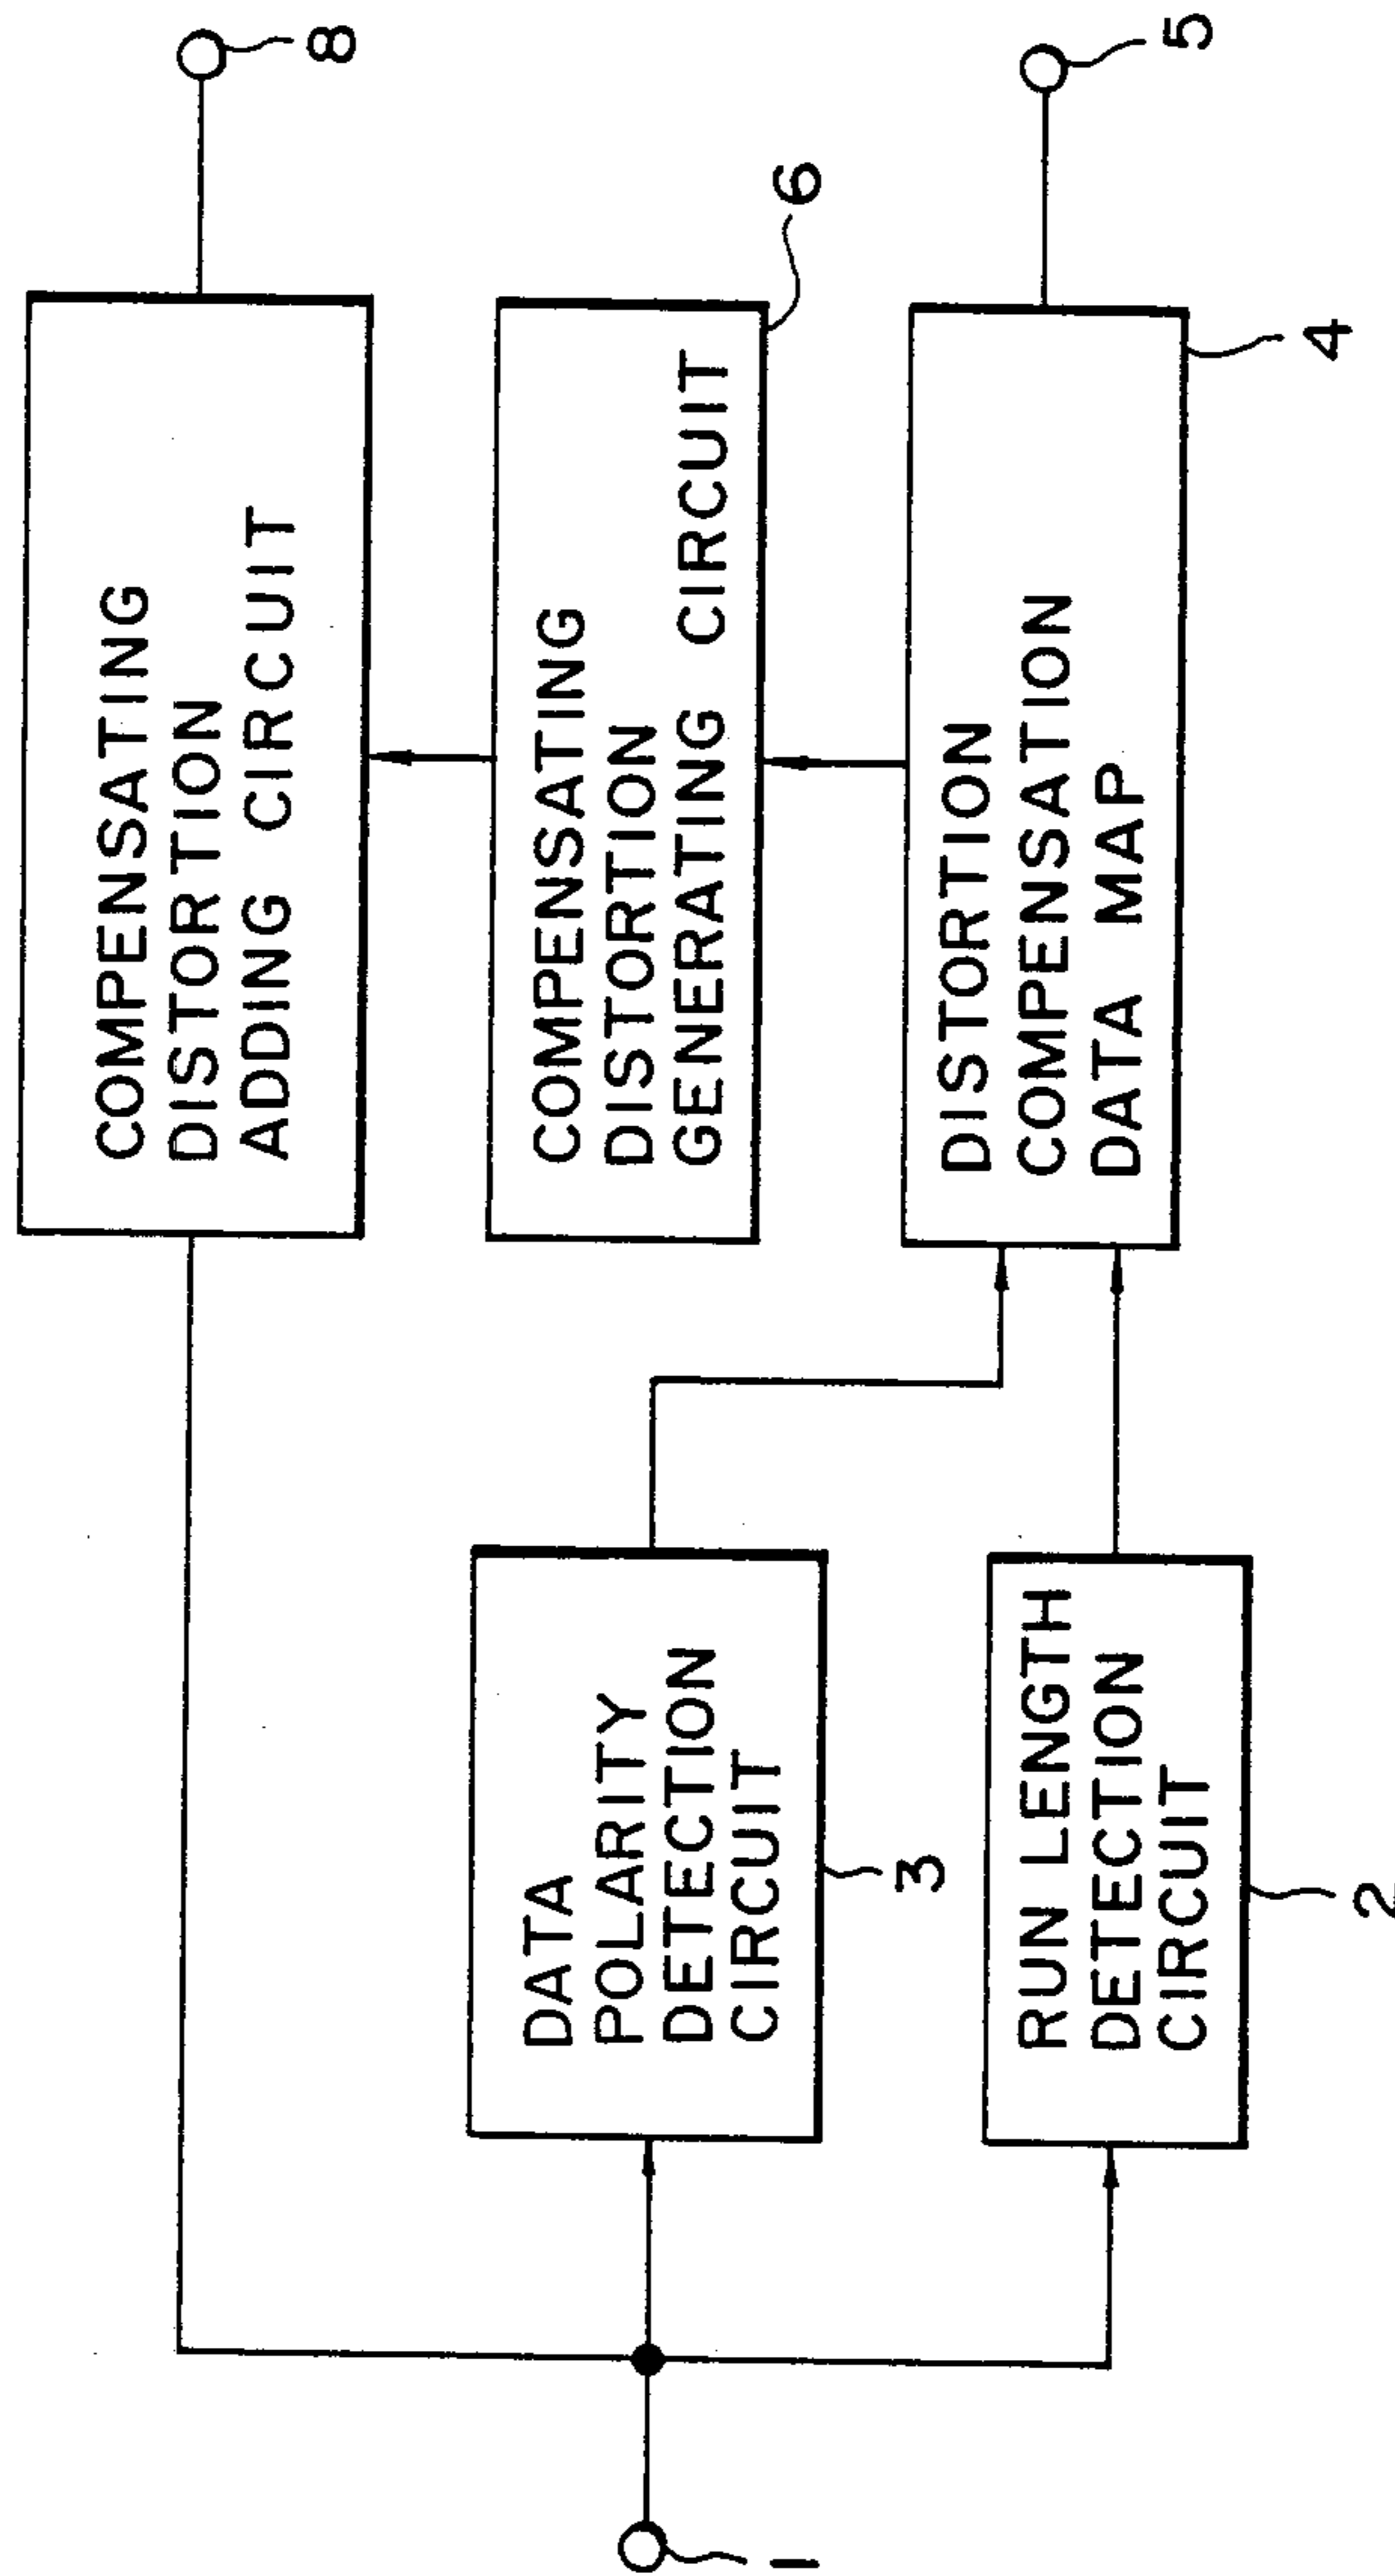 COMPENSATING
DISTORTION
ADDING CIRCUIT
8
COMPENSATING
DISTORTION
GENERATING CIRCUIT
6
DISTORTION
COMPENSATION
DATA MAP
4
5
DATA
POLARITY
DETECTION
CIRCUIT
3
RUN LENGTH
DETECTION
CIRCUIT
2
1